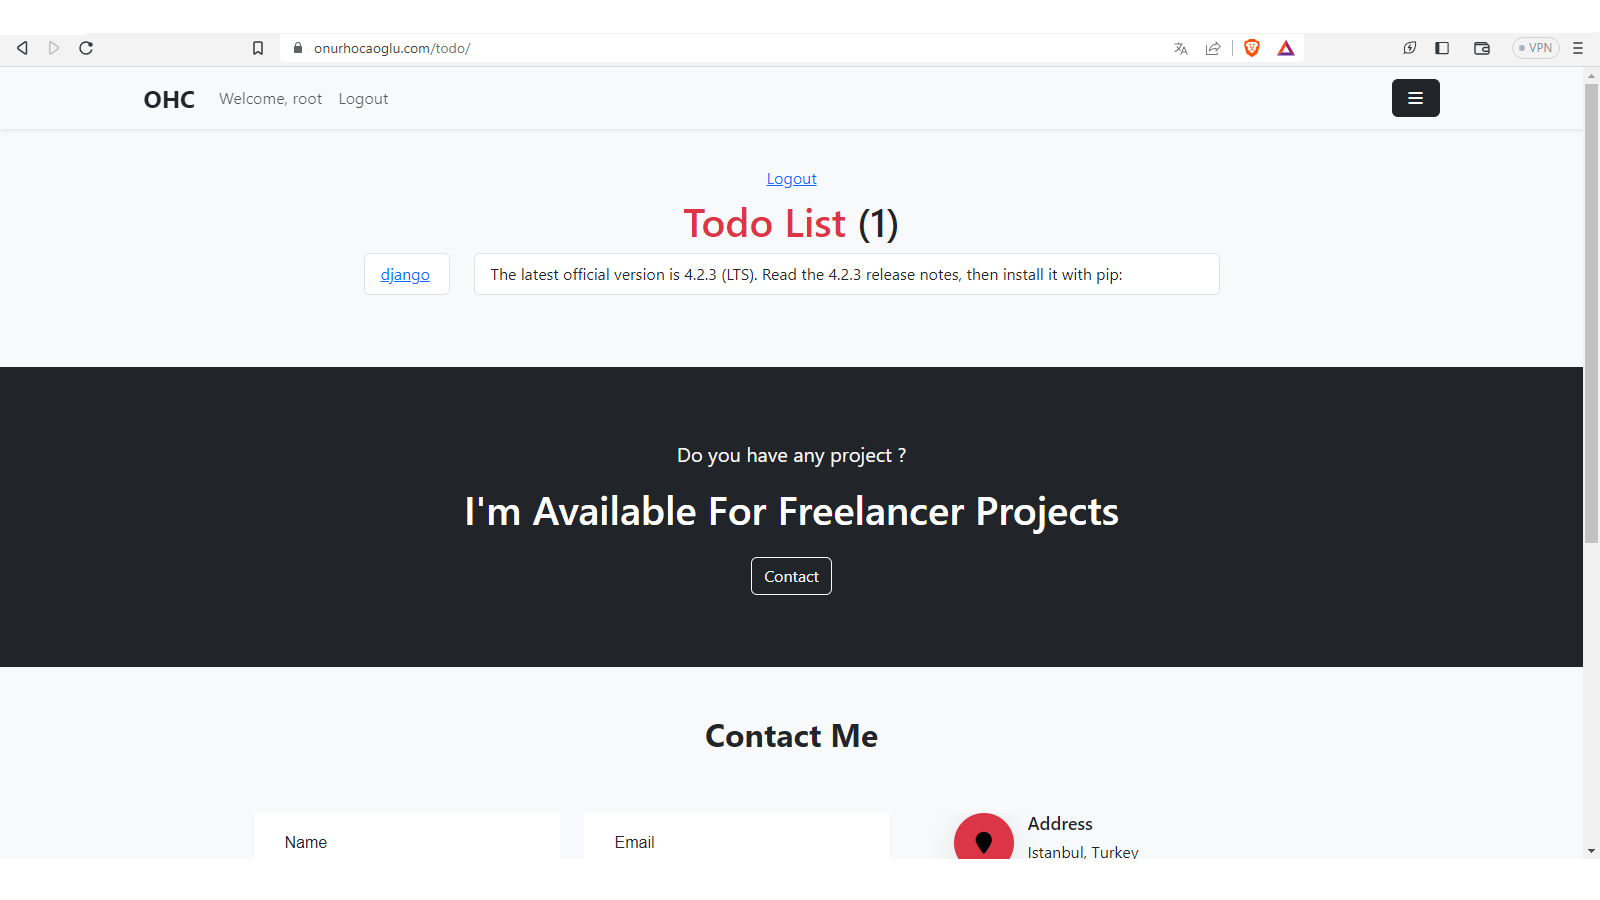 onurhocaoglu.com/todo/
VPN
OHC Welcome, root Logout
Logout
Todo List (1)
django The latest official version is 4.2.3 (LTS). Read the 4.2.3 release notes, then install it with pip:
Do you have any project ?
I'm Available For Freelancer Projects
Contact
Contact Me
Name Email Address
Istanbul, Turkey